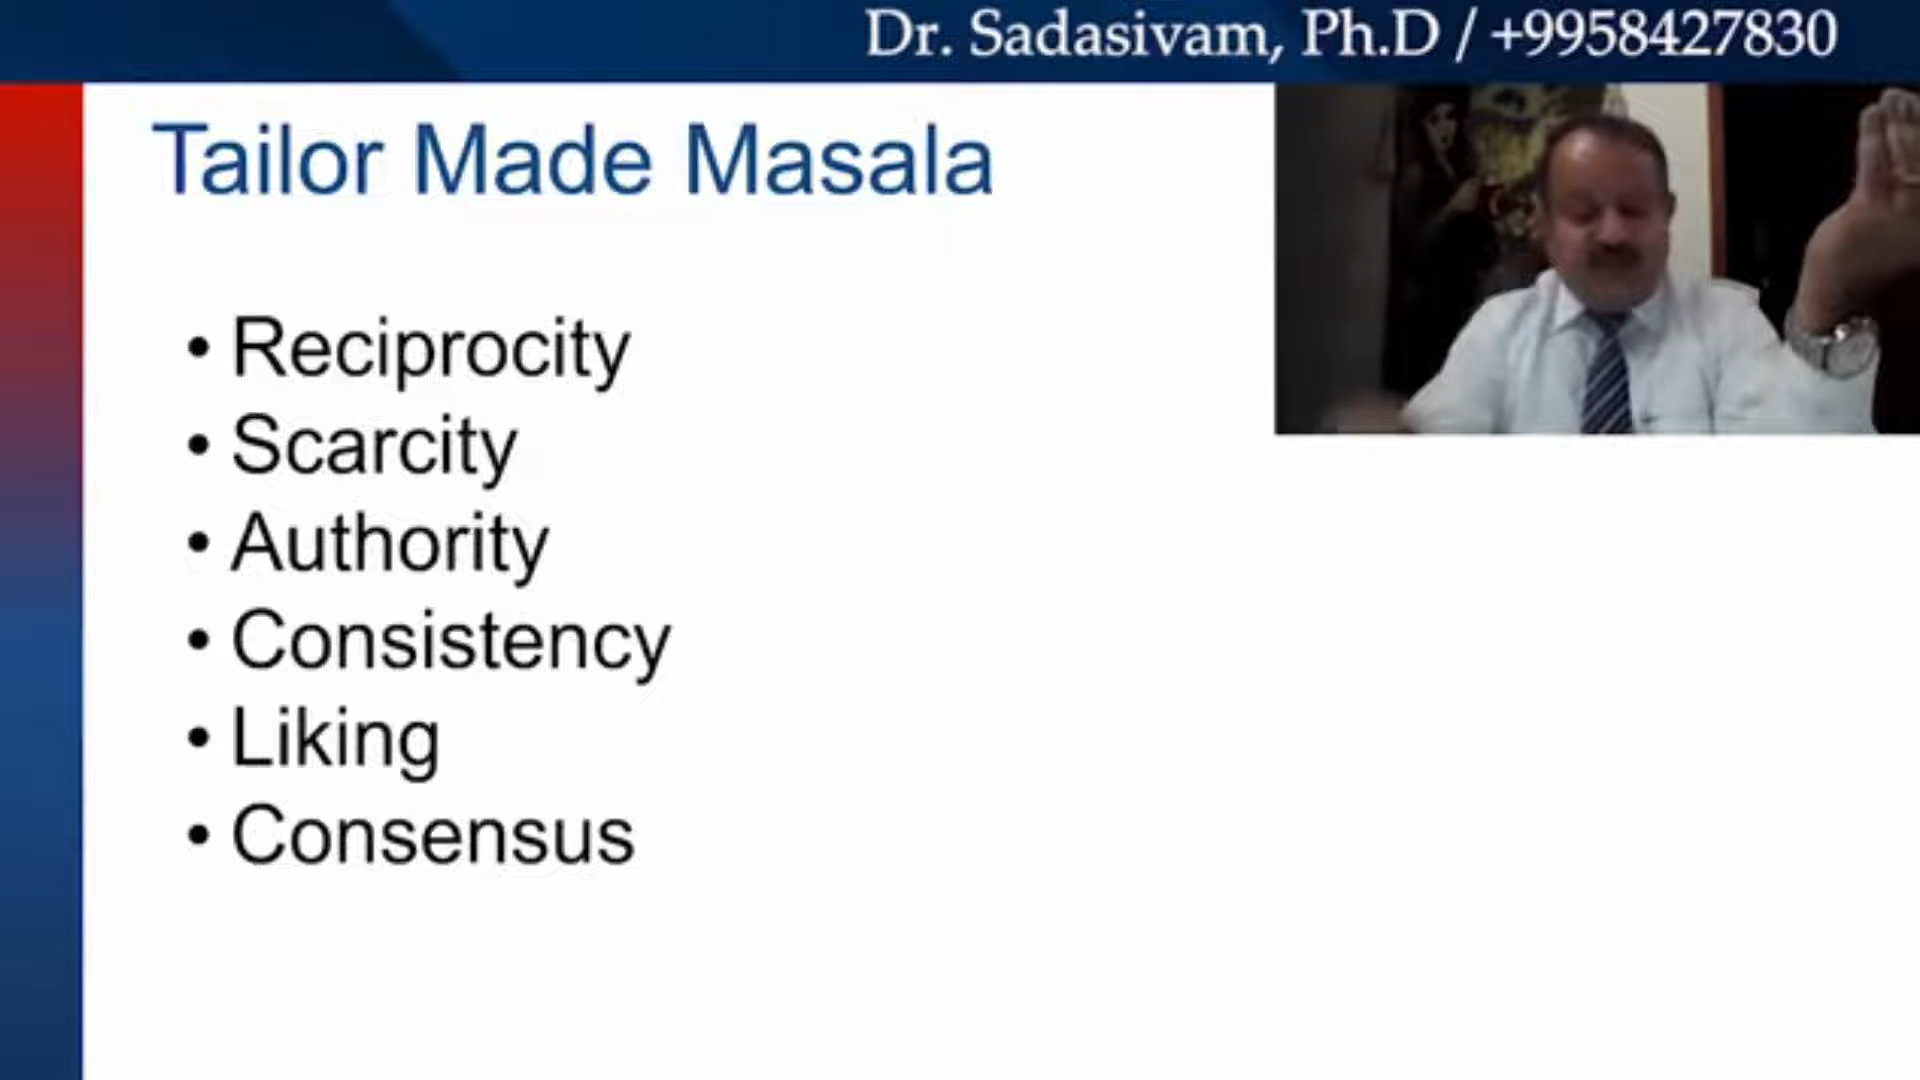 Dr. Sadasivam, Ph.D / +9958427830
Tailor Made Masala
• Reciprocity
• Scarcity
• Authority
• Consistency
• Liking
• Consensus